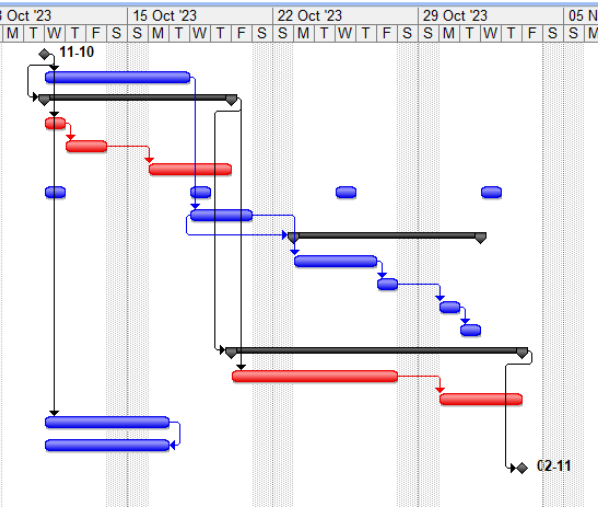 Oct '23 15 Oct '23 22 Oct '23 29 Oct '23 05 N
M T W T F S S M T W T F S S M T W T F S S M T W T F S S M
11-10
02-11